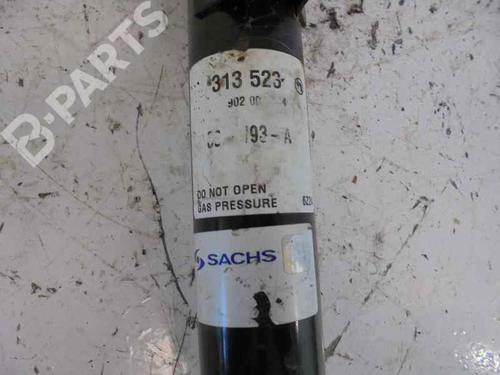 313 523
902 00
193-A
DO NOT OPEN
GAS PRESSURE
SACHS
B-PARTS